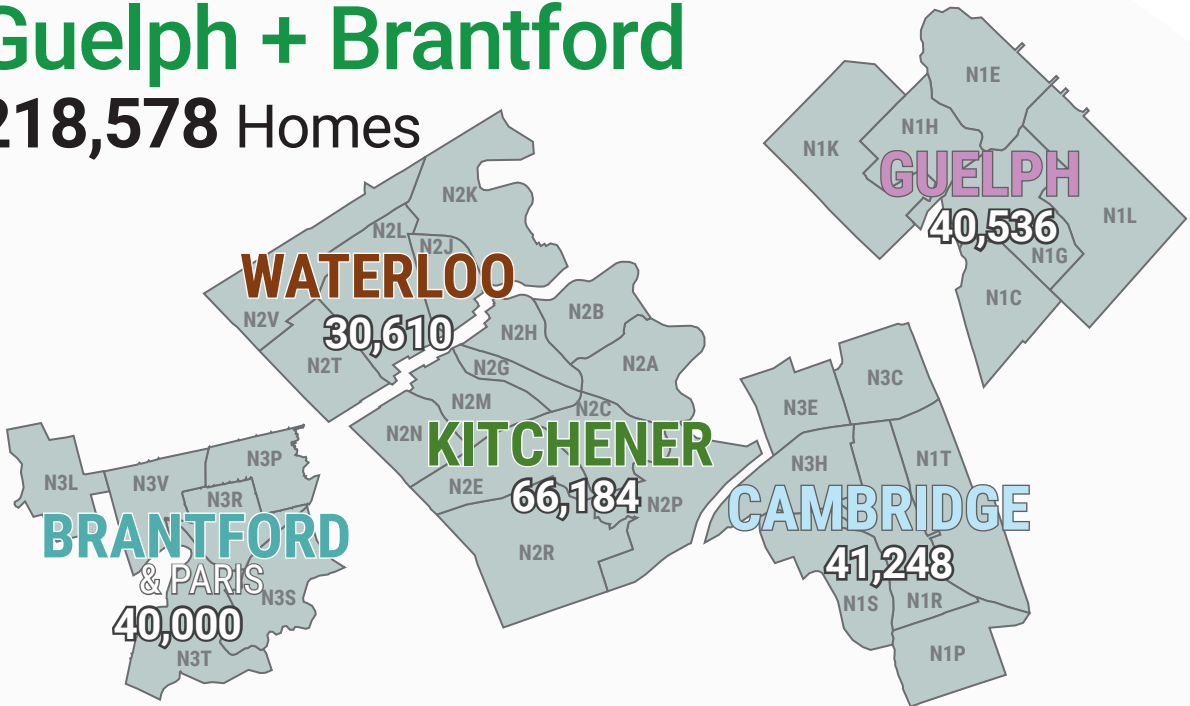 Guelph + Brantford
218,578 Homes
N1E
N1H
N1K
GUELPH
40,536
N1L
N1G
N1C
N2K
N2L
N2J
WATERLOO
30,610
N2V
N2T
N2B
N2H
N2A
N2G
N2M
N2C
N2N
KITCHENER
66,184
N2E
N2P
N2R
N3C
N3E
N3H
N1T
CAMBRIDGE
41,248
N1S
N1R
N1P
N3P
N3L
N3V
N3R
BRANTFORD
& PARIS
40,000
N3S
N3T